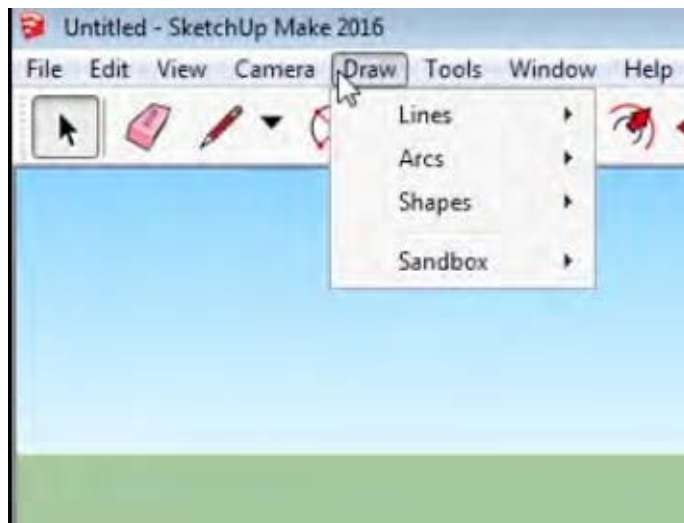 Untitled - SketchUp Make 2016
File Edit View Camera Draw Tools Window Help
Lines
Arcs
Shapes
Sandbox